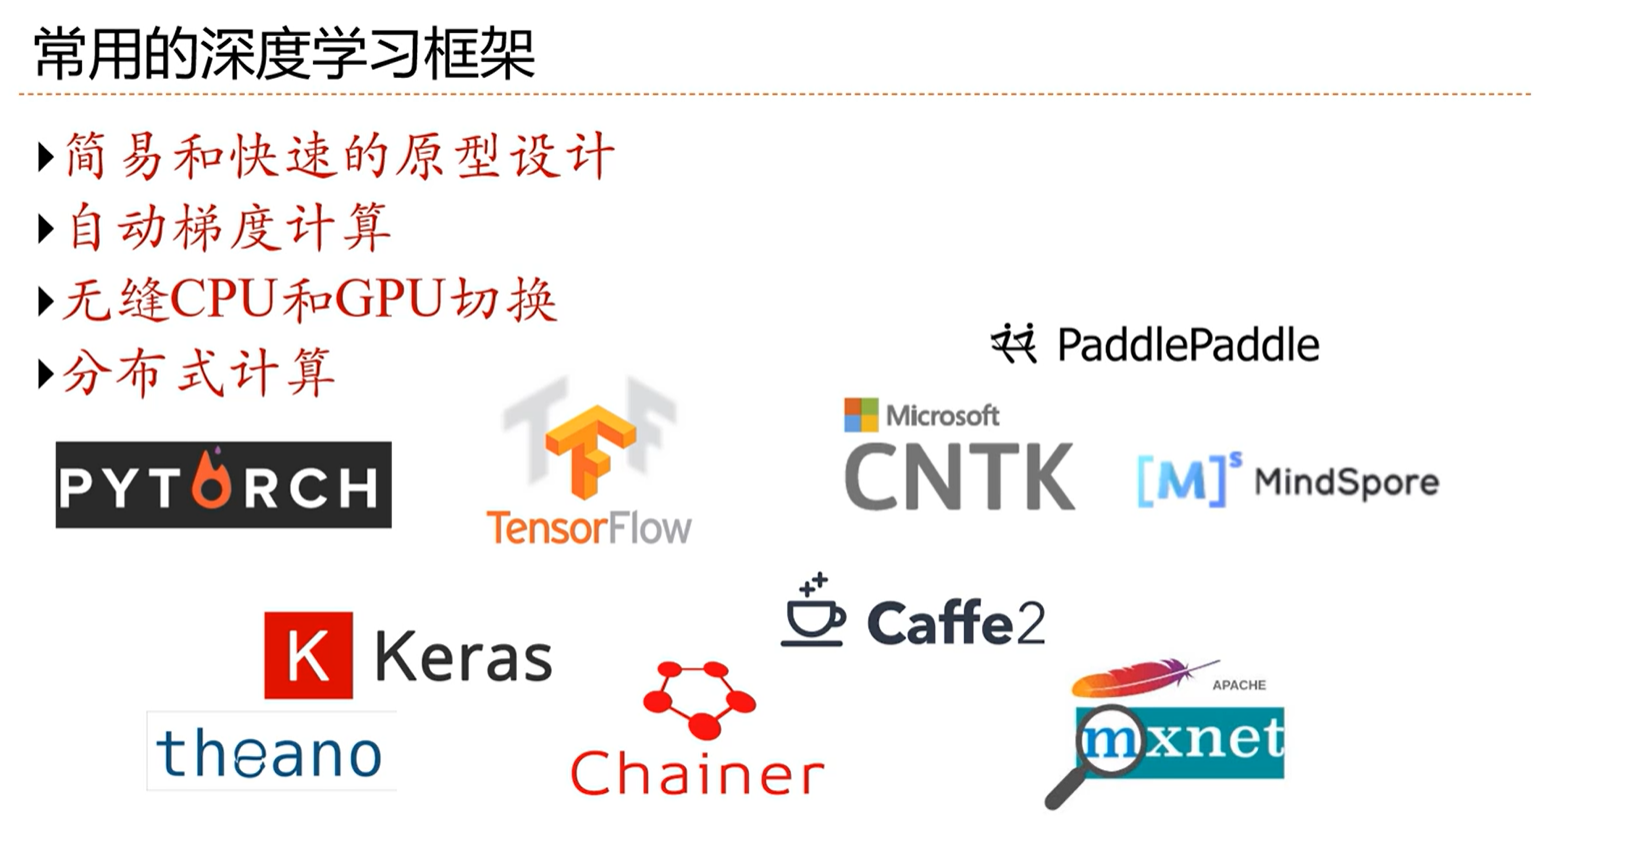 常用的深度学习框架
简易和快速的原型设计
自动梯度计算
无缝CPU和GPU切换
分布式计算
PaddlePaddle
PYTORCH
TensorFlow
Microsoft
CNTK
[M]s MindSpore
K Keras
Caffe2
theano
Chainer
APACHE
mxnet